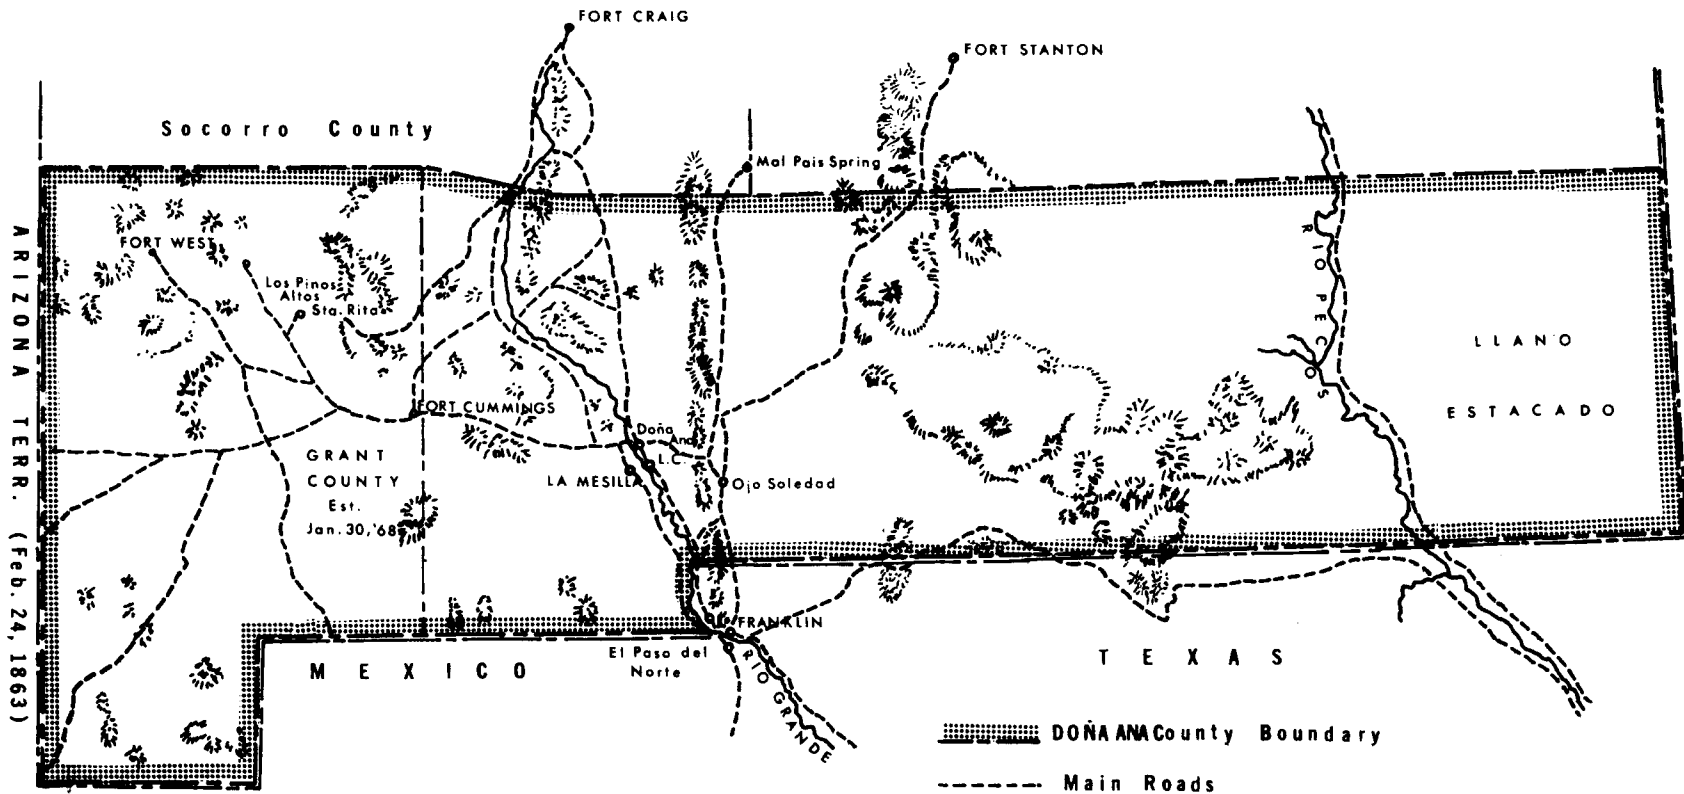 FORT CRAIG
FORT STANTON
Socorro County
Mal Pais Spring
ARIZONA TERR. (Feb. 24, 1863)
FORT WEST
Los Pinos
Altos
Sta. Rita
RIO PECOS
LLANO
ESTACADO
FORT CUMMINGS
Doña
Ana
L.C.
LA MESILLA
Ojo Soledad
GRANT
COUNTY
Est.
Jan. 30, '68
FRANKLIN
El Paso del
Norte
RIO GRANDE
MEXICO
TEXAS
DOÑA ANA County Boundary
Main Roads